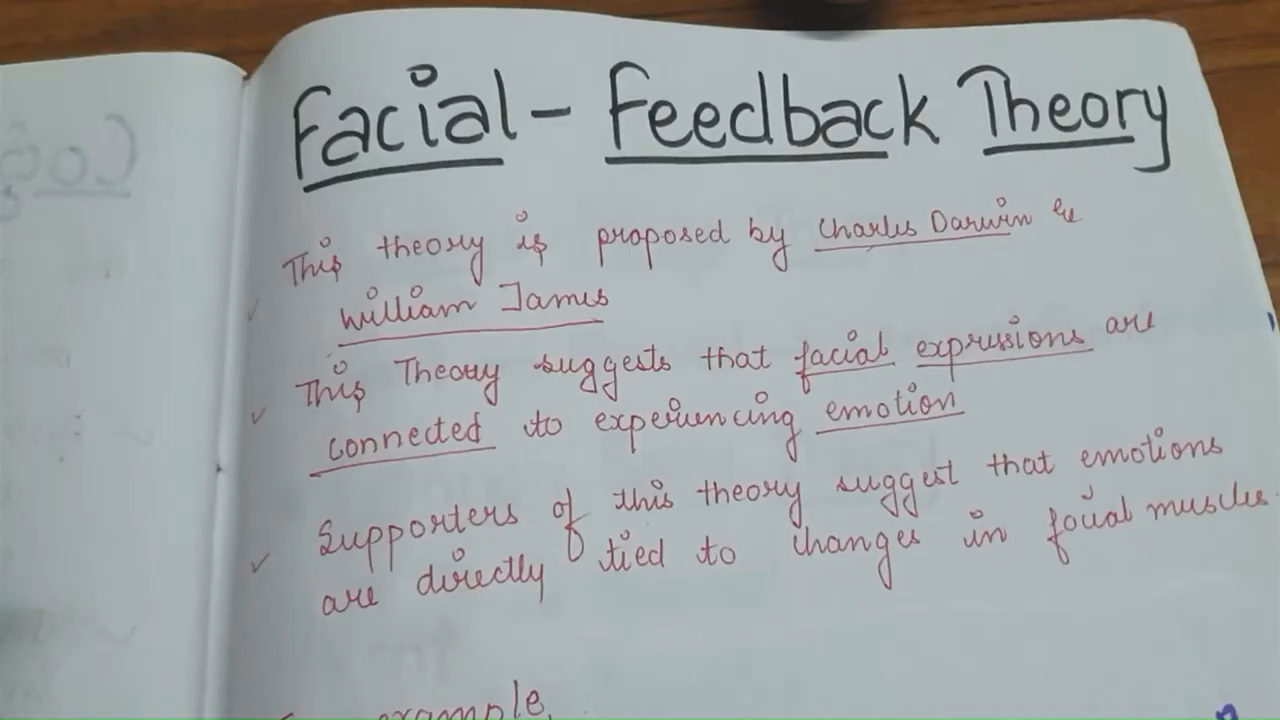 Facial - Feedback Theory
This theory is proposed by Charles Darwin &
William James
This Theory suggests that facial expressions are
connected to experiencing emotion
Supporters of this theory suggest that emotions
are directly tied to changes in facial muscles.
example